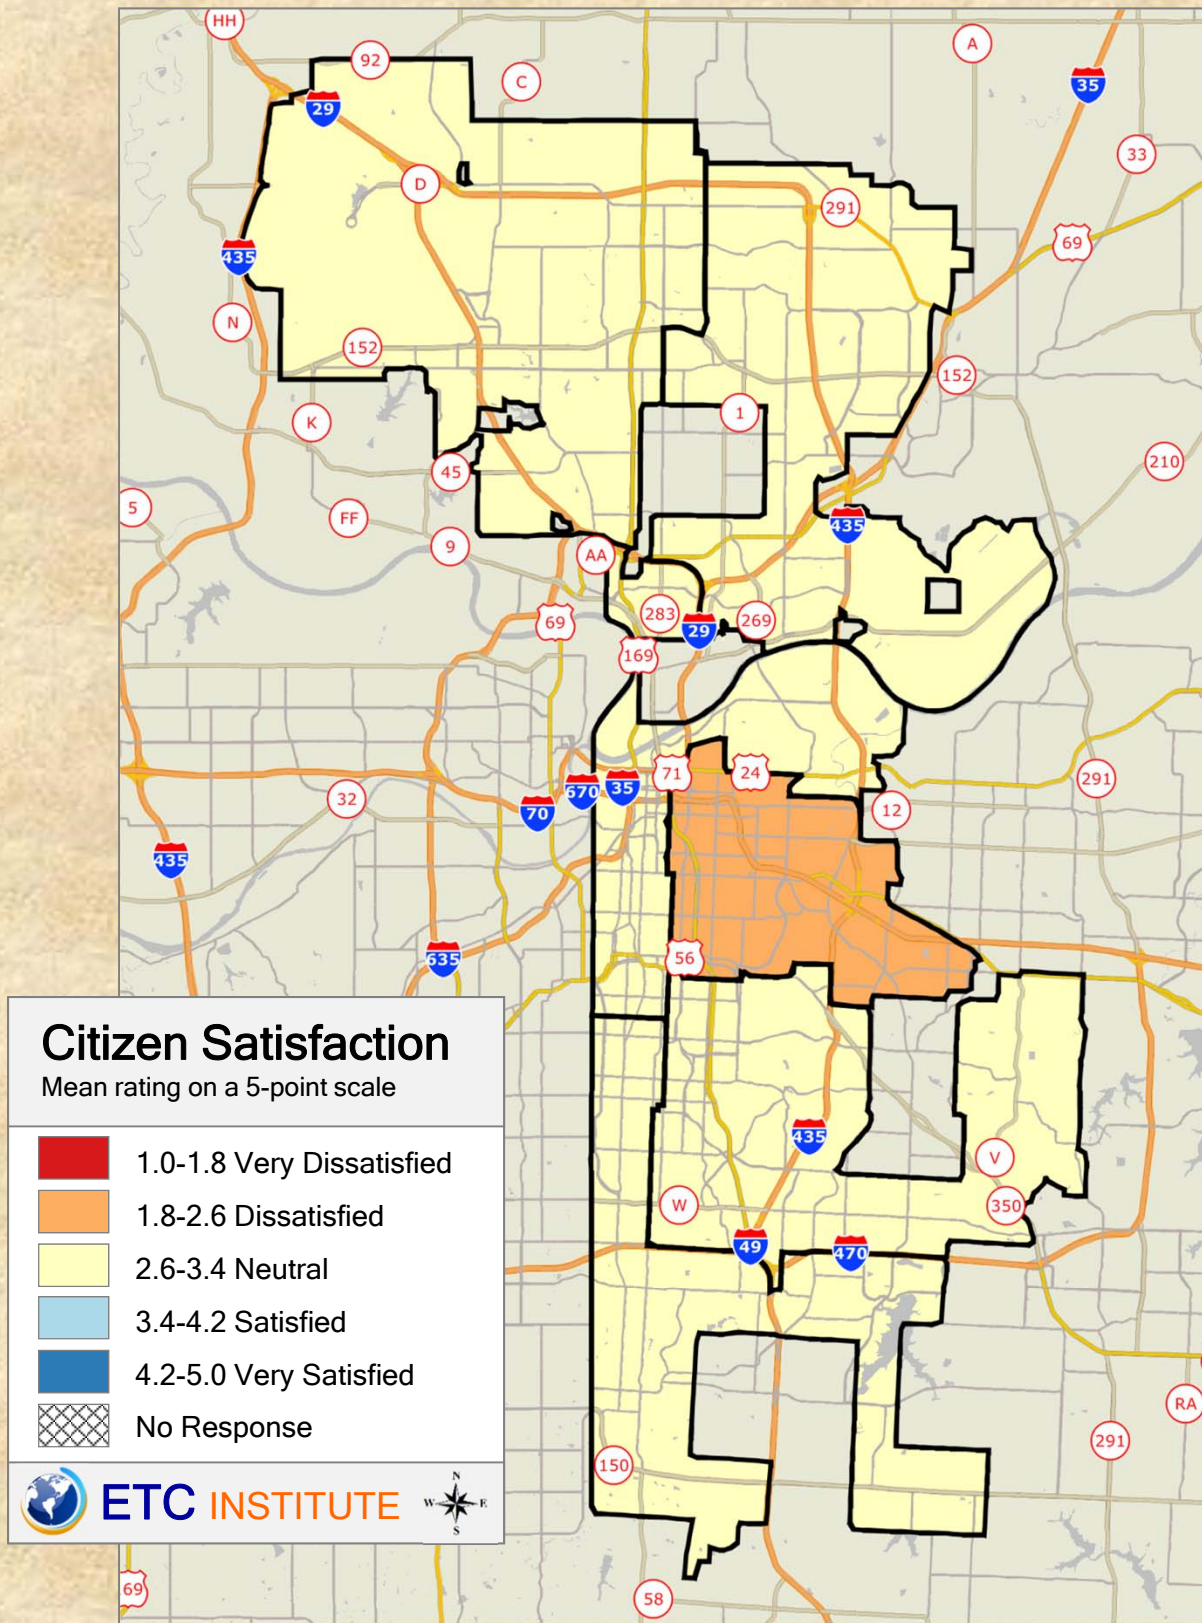 HH
92
A
C
29
35
33
D
291
69
435
N
152
152
1
K
45
210
5
FF
435
9
AA
283
69
269
29
169
71
24
291
670
35
32
70
12
435
56
635
Citizen Satisfaction
Mean rating on a 5-point scale
1.0-1.8 Very Dissatisfied
1.8-2.6 Dissatisfied
2.6-3.4 Neutral
3.4-4.2 Satisfied
4.2-5.0 Very Satisfied
No Response
ETC INSTITUTE
N
W
E
S
435
V
W
350
49
470
RA
291
150
69
58